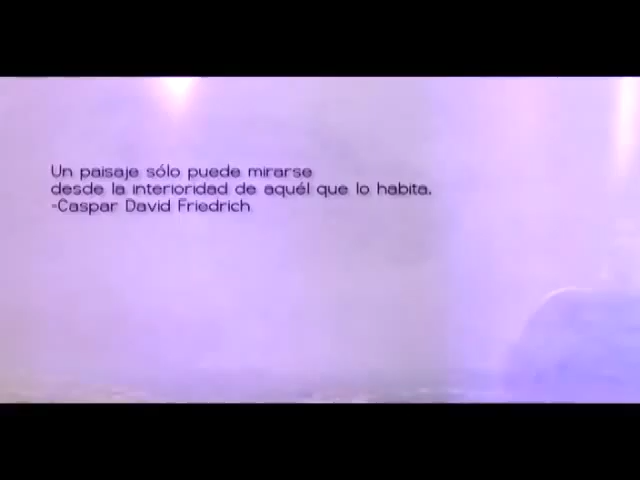 Un paisaje sólo puede mirarse
desde la interioridad de aquél que lo habita.
-Caspar David Friedrich